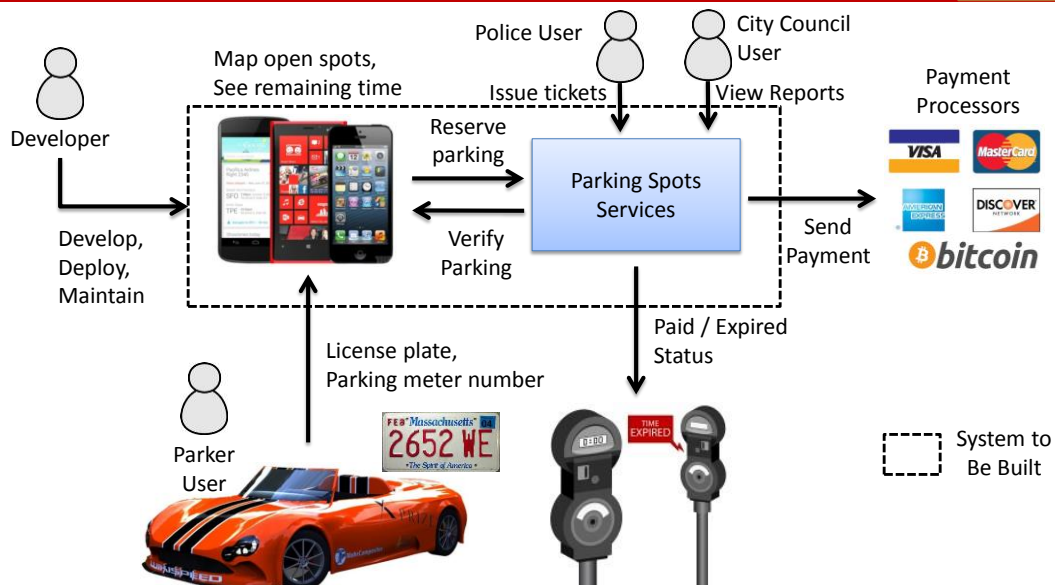 Police User
City Council
User
Map open spots,
See remaining time
Payment
Processors
Developer
Issue tickets
View Reports
Reserve
parking
VISA
MasterCard
Parking Spots
Services
AMERICAN
EXPRESS
DISCOVER
NETWORK
Verify
Parking
Send
Payment
bitcoin
Develop,
Deploy,
Maintain
Paid / Expired
Status
License plate,
Parking meter number
FEB Massachusetts 04
2652 WE
The Spirit of America
TIME
EXPIRED
0:00
Parker
User
System to
Be Built